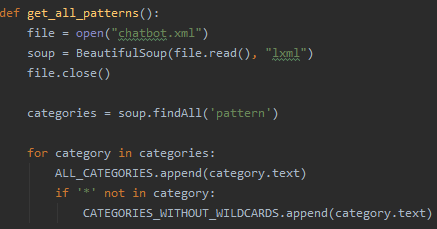 def get_all_patterns():
    file = open("chatbot.xml")
    soup = BeautifulSoup(file.read(), "lxml")
    file.close()

    categories = soup.findAll('pattern')

    for category in categories:
        ALL_CATEGORIES.append(category.text)
        if '*' not in category:
            CATEGORIES_WITHOUT_WILDCARDS.append(category.text)